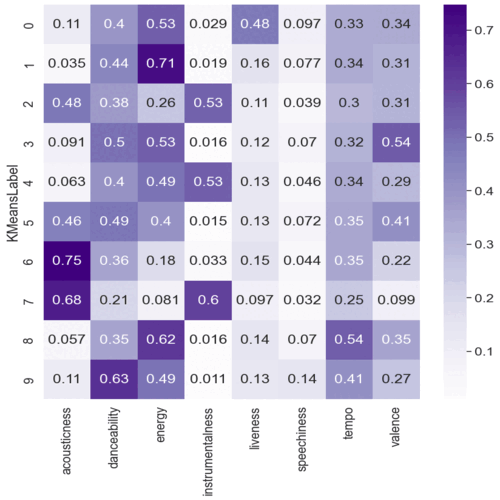 0 0.11 0.4 0.53 0.029 0.48 0.097 0.33 0.34
1 0.035 0.44 0.71 0.019 0.16 0.077 0.34 0.31
2 0.48 0.38 0.26 0.53 0.11 0.039 0.3 0.31
3 0.091 0.5 0.53 0.016 0.12 0.07 0.32 0.54
4 0.063 0.4 0.49 0.53 0.13 0.046 0.34 0.29
5 0.46 0.49 0.4 0.015 0.13 0.072 0.35 0.41
6 0.75 0.36 0.18 0.033 0.15 0.044 0.35 0.22
7 0.68 0.21 0.081 0.6 0.097 0.032 0.25 0.099
8 0.057 0.35 0.62 0.016 0.14 0.07 0.54 0.35
9 0.11 0.63 0.49 0.011 0.13 0.14 0.41 0.27
KMeansLabel
acousticness
danceability
energy
instrumentalness
liveness
speechiness
tempo
valence
0.7
0.6
0.5
0.4
0.3
0.2
0.1